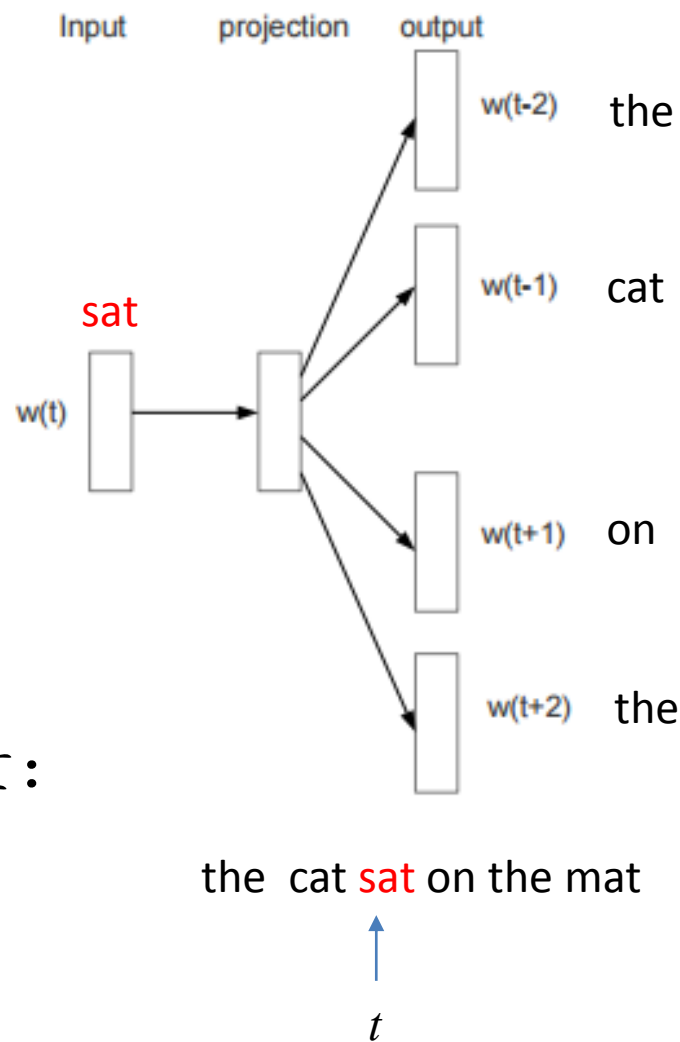 Input projection output
w(t-2) the
w(t-1) cat
sat
w(t)
w(t+1) on
w(t+2) the
:
the cat sat on the mat
t